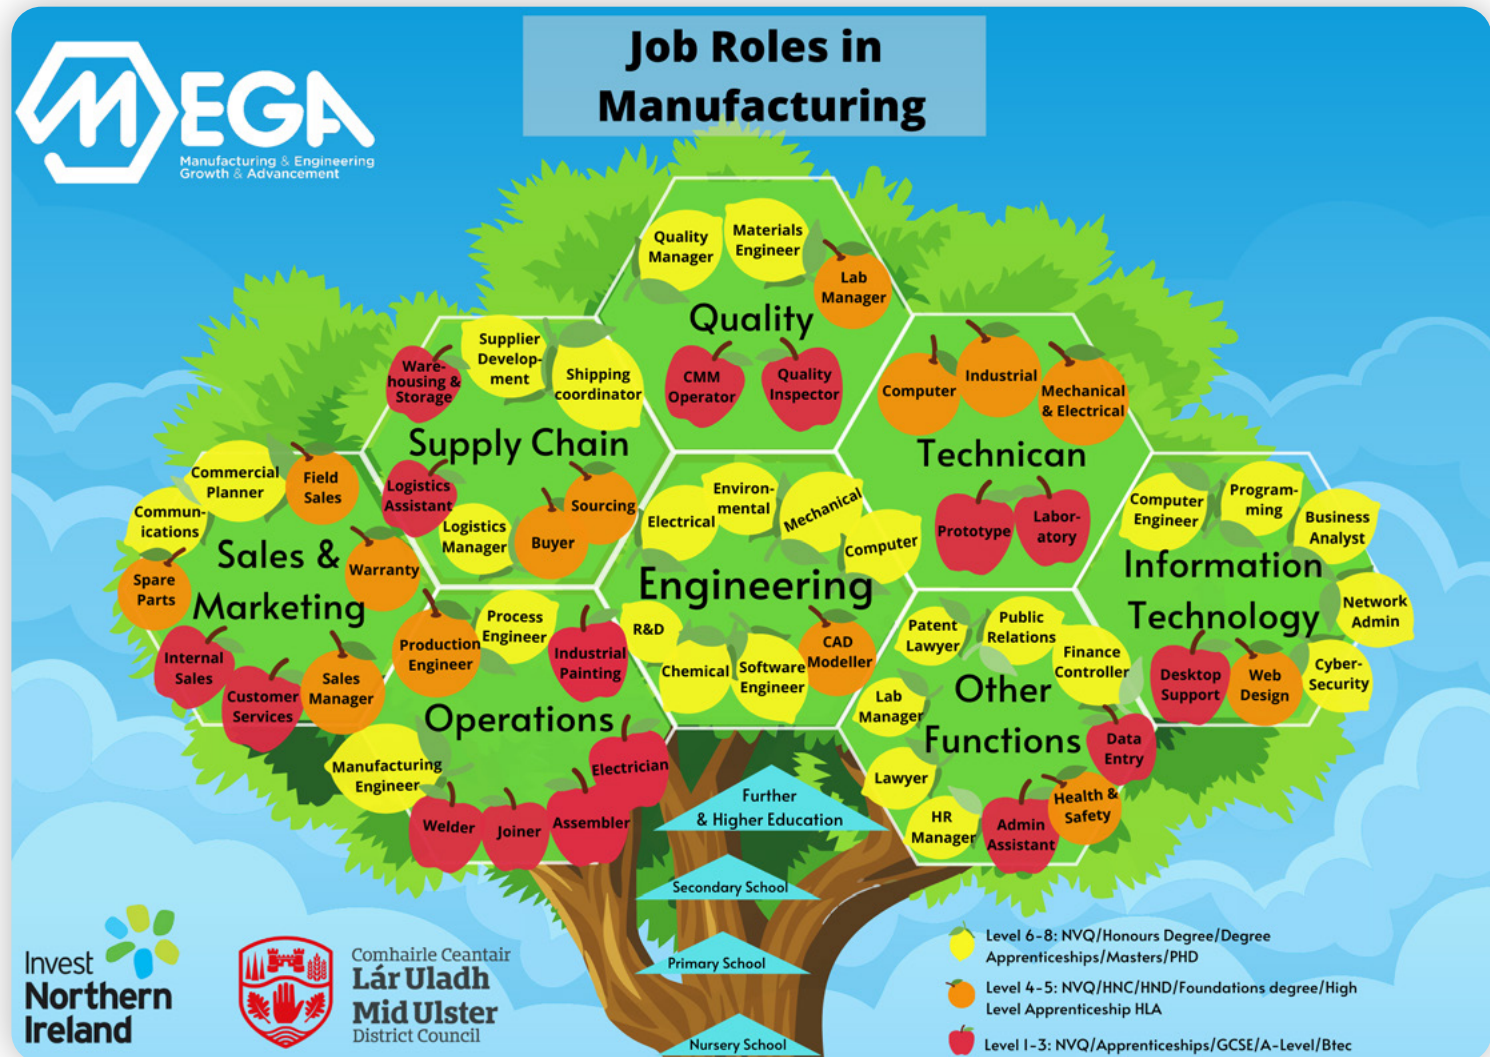 Job Roles in
Manufacturing
MEGA
Manufacturing & Engineering
Growth & Advancement
Quality
Manager
Materials
Engineer
Lab
Manager
Quality
CMM
Operator
Quality
Inspector
Ware-
housing &
Storage
Supplier
Develop-
ment
Shipping
coordinator
Supply Chain
Logistics
Assistant
Logistics
Manager
Buyer
Sourcing
Computer
Industrial
Mechanical
& Electrical
Technican
Prototype
Labor-
atory
Commercial
Planner
Field
Sales
Commun-
ications
Sales &
Marketing
Warranty
Spare
Parts
Internal
Sales
Customer
Services
Sales
Manager
Electrical
Environ-
mental
Mechanical
Computer
Engineering
R&D
Chemical
Software
Engineer
CAD
Modeller
Computer
Engineer
Program-
ming
Business
Analyst
Information
Technology
Network
Admin
Desktop
Support
Web
Design
Cyber-
Security
Production
Engineer
Process
Engineer
Industrial
Painting
Operations
Manufacturing
Engineer
Welder
Joiner
Assembler
Electrician
Patent
Lawyer
Public
Relations
Finance
Controller
Other
Functions
Lab
Manager
Lawyer
HR
Manager
Admin
Assistant
Health &
Safety
Data
Entry
Further
& Higher Education
Secondary School
Primary School
Nursery School
Invest
Northern
Ireland
Comhairle Ceantair
Lár Uladh
Mid Ulster
District Council
Level 6-8: NVQ/Honours Degree/Degree
Apprenticeships/Masters/PHD
Level 4-5: NVQ/HNC/HND/Foundations degree/High
Level Apprenticeship HLA
Level 1-3: NVQ/Apprenticeships/GCSE/A-Level/Btec